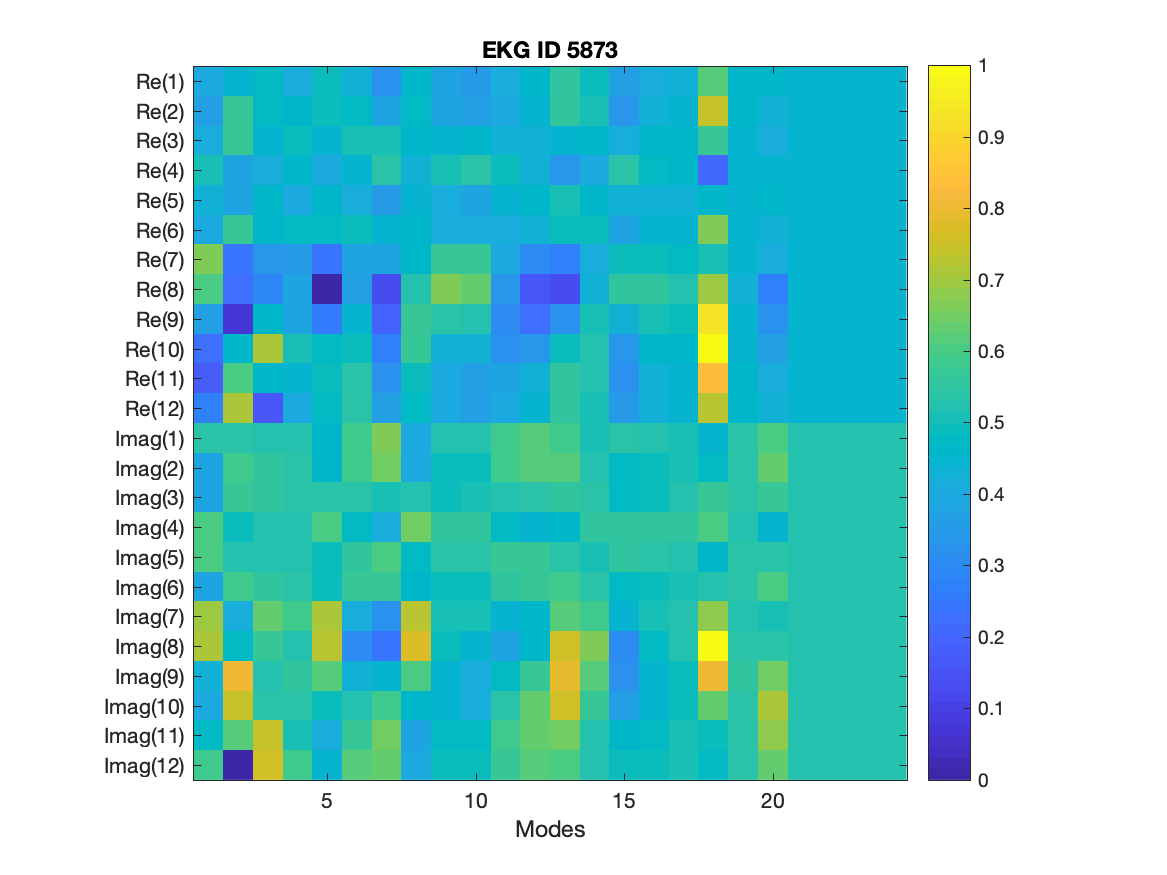 EKG ID 5873
Re(1)
Re(2)
Re(3)
Re(4)
Re(5)
Re(6)
Re(7)
Re(8)
Re(9)
Re(10)
Re(11)
Re(12)
Imag(1)
Imag(2)
Imag(3)
Imag(4)
Imag(5)
Imag(6)
Imag(7)
Imag(8)
Imag(9)
Imag(10)
Imag(11)
Imag(12)
5 10 15 20
Modes
1
0.9
0.8
0.7
0.6
0.5
0.4
0.3
0.2
0.1
0